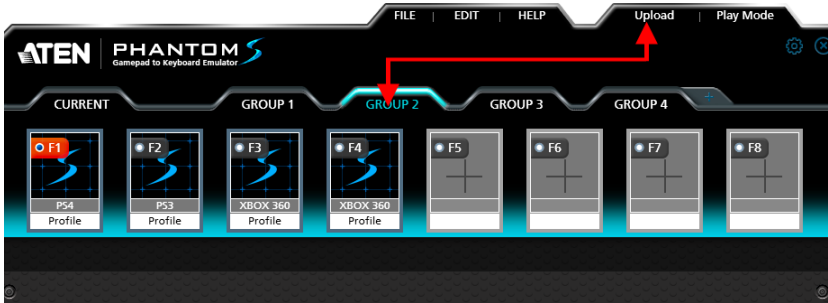 FILE | EDIT | HELP
Upload | Play Mode
ATEN PHANTOM S
Gamepad to Keyboard Emulator
CURRENT GROUP 1 GROUP 2 GROUP 3 GROUP 4 +
F1 F2 F3 F4 F5 F6 F7 F8
PS4 PS3 XBOX 360 XBOX 360
Profile Profile Profile Profile